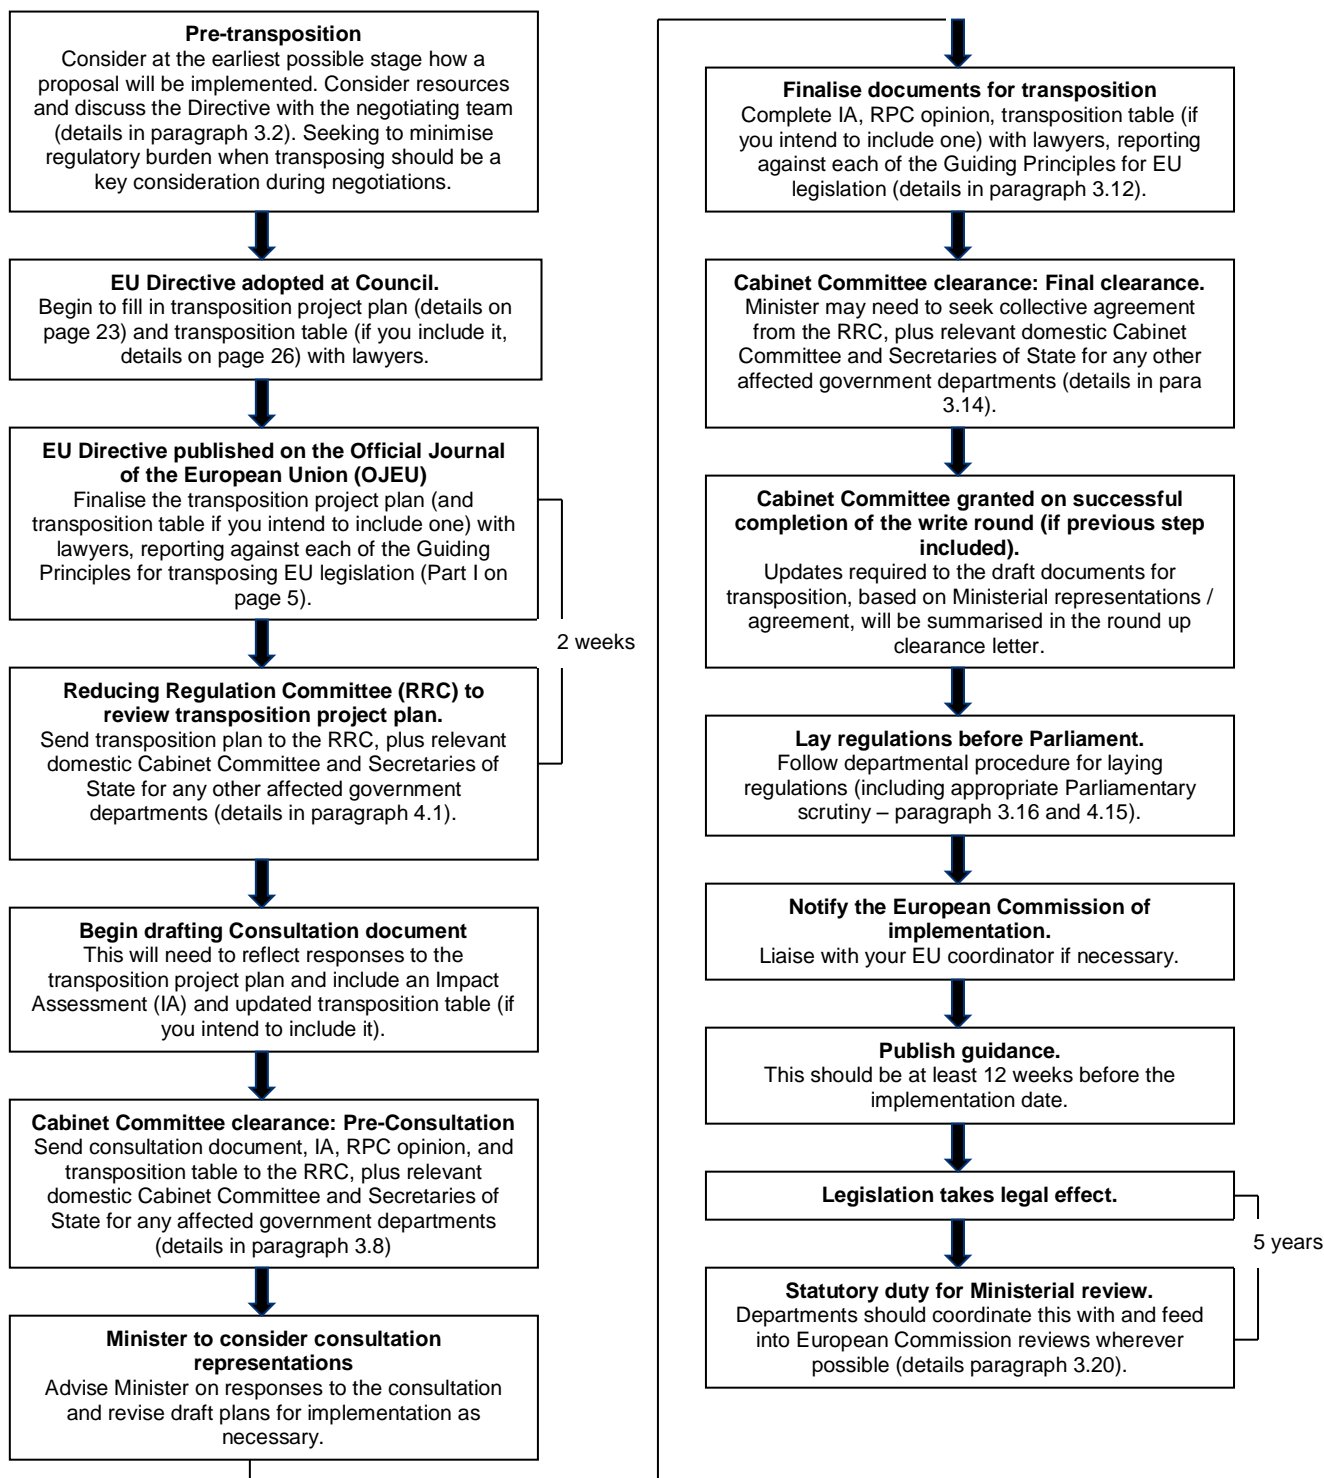 Pre-transposition
Consider at the earliest possible stage how a
proposal will be implemented. Consider resources
and discuss the Directive with the negotiating team
(details in paragraph 3.2). Seeking to minimise
regulatory burden when transposing should be a
key consideration during negotiations.
EU Directive adopted at Council.
Begin to fill in transposition project plan (details on
page 23) and transposition table (if you include it,
details on page 26) with lawyers.
EU Directive published on the Official Journal
of the European Union (OJEU)
Finalise the transposition project plan (and
transposition table if you intend to include one) with
lawyers, reporting against each of the Guiding
Principles for transposing EU legislation (Part I on
page 5).
2 weeks
Reducing Regulation Committee (RRC) to
review transposition project plan.
Send transposition plan to the RRC, plus relevant
domestic Cabinet Committee and Secretaries of
State for any other affected government
departments (details in paragraph 4.1).
Begin drafting Consultation document
This will need to reflect responses to the
transposition project plan and include an Impact
Assessment (IA) and updated transposition table (if
you intend to include it).
Cabinet Committee clearance: Pre-Consultation
Send consultation document, IA, RPC opinion, and
transposition table to the RRC, plus relevant
domestic Cabinet Committee and Secretaries of
State for any affected government departments
(details in paragraph 3.8)
Minister to consider consultation
representations
Advise Minister on responses to the consultation
and revise draft plans for implementation as
necessary.
Finalise documents for transposition
Complete IA, RPC opinion, transposition table (if
you intend to include one) with lawyers, reporting
against each of the Guiding Principles for EU
legislation (details in paragraph 3.12).
Cabinet Committee clearance: Final clearance.
Minister may need to seek collective agreement
from the RRC, plus relevant domestic Cabinet
Committee and Secretaries of State for any other
affected government departments (details in para
3.14).
Cabinet Committee granted on successful
completion of the write round (if previous step
included).
Updates required to the draft documents for
transposition, based on Ministerial representations /
agreement, will be summarised in the round up
clearance letter.
Lay regulations before Parliament.
Follow departmental procedure for laying
regulations (including appropriate Parliamentary
scrutiny – paragraph 3.16 and 4.15).
Notify the European Commission of
implementation.
Liaise with your EU coordinator if necessary.
Publish guidance.
This should be at least 12 weeks before the
implementation date.
Legislation takes legal effect.
5 years
Statutory duty for Ministerial review.
Departments should coordinate this with and feed
into European Commission reviews wherever
possible (details paragraph 3.20).